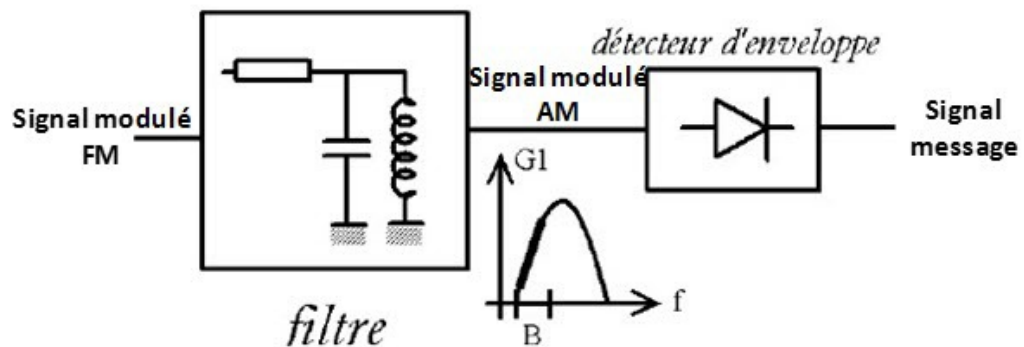 détecteur d'enveloppe
Signal modulé
FM
Signal modulé
AM
Signal
message
G1
f
B
filtre